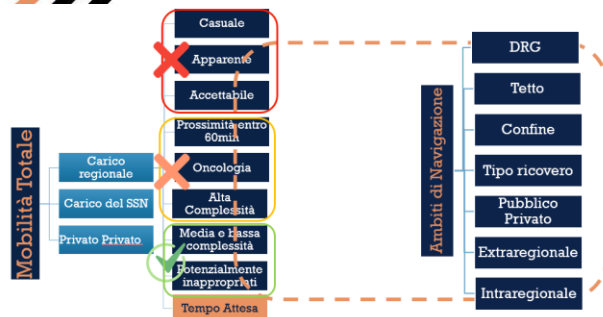 Mobilità Totale
Carico
regionale
Carico del SSN
Privato Privato
Casuale
Apparente
Accettabile
Prossimità entro
60min
Oncologia
Alta
Complessità
Media e bassa
complessità
Potenzialmente
inappropriati
Tempo Attesa
Ambiti di Navigazione
DRG
Tetto
Confine
Tipo ricovero
Pubblico
Privato
Extraregionale
Intraregionale